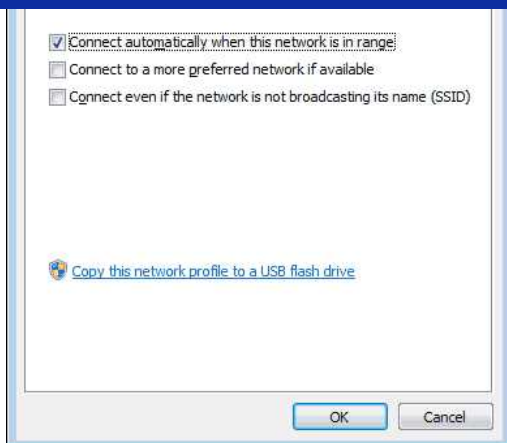 Connect automatically when this network is in range
Connect to a more preferred network if available
Connect even if the network is not broadcasting its name (SSID)
Copy this network profile to a USB flash drive
OK Cancel